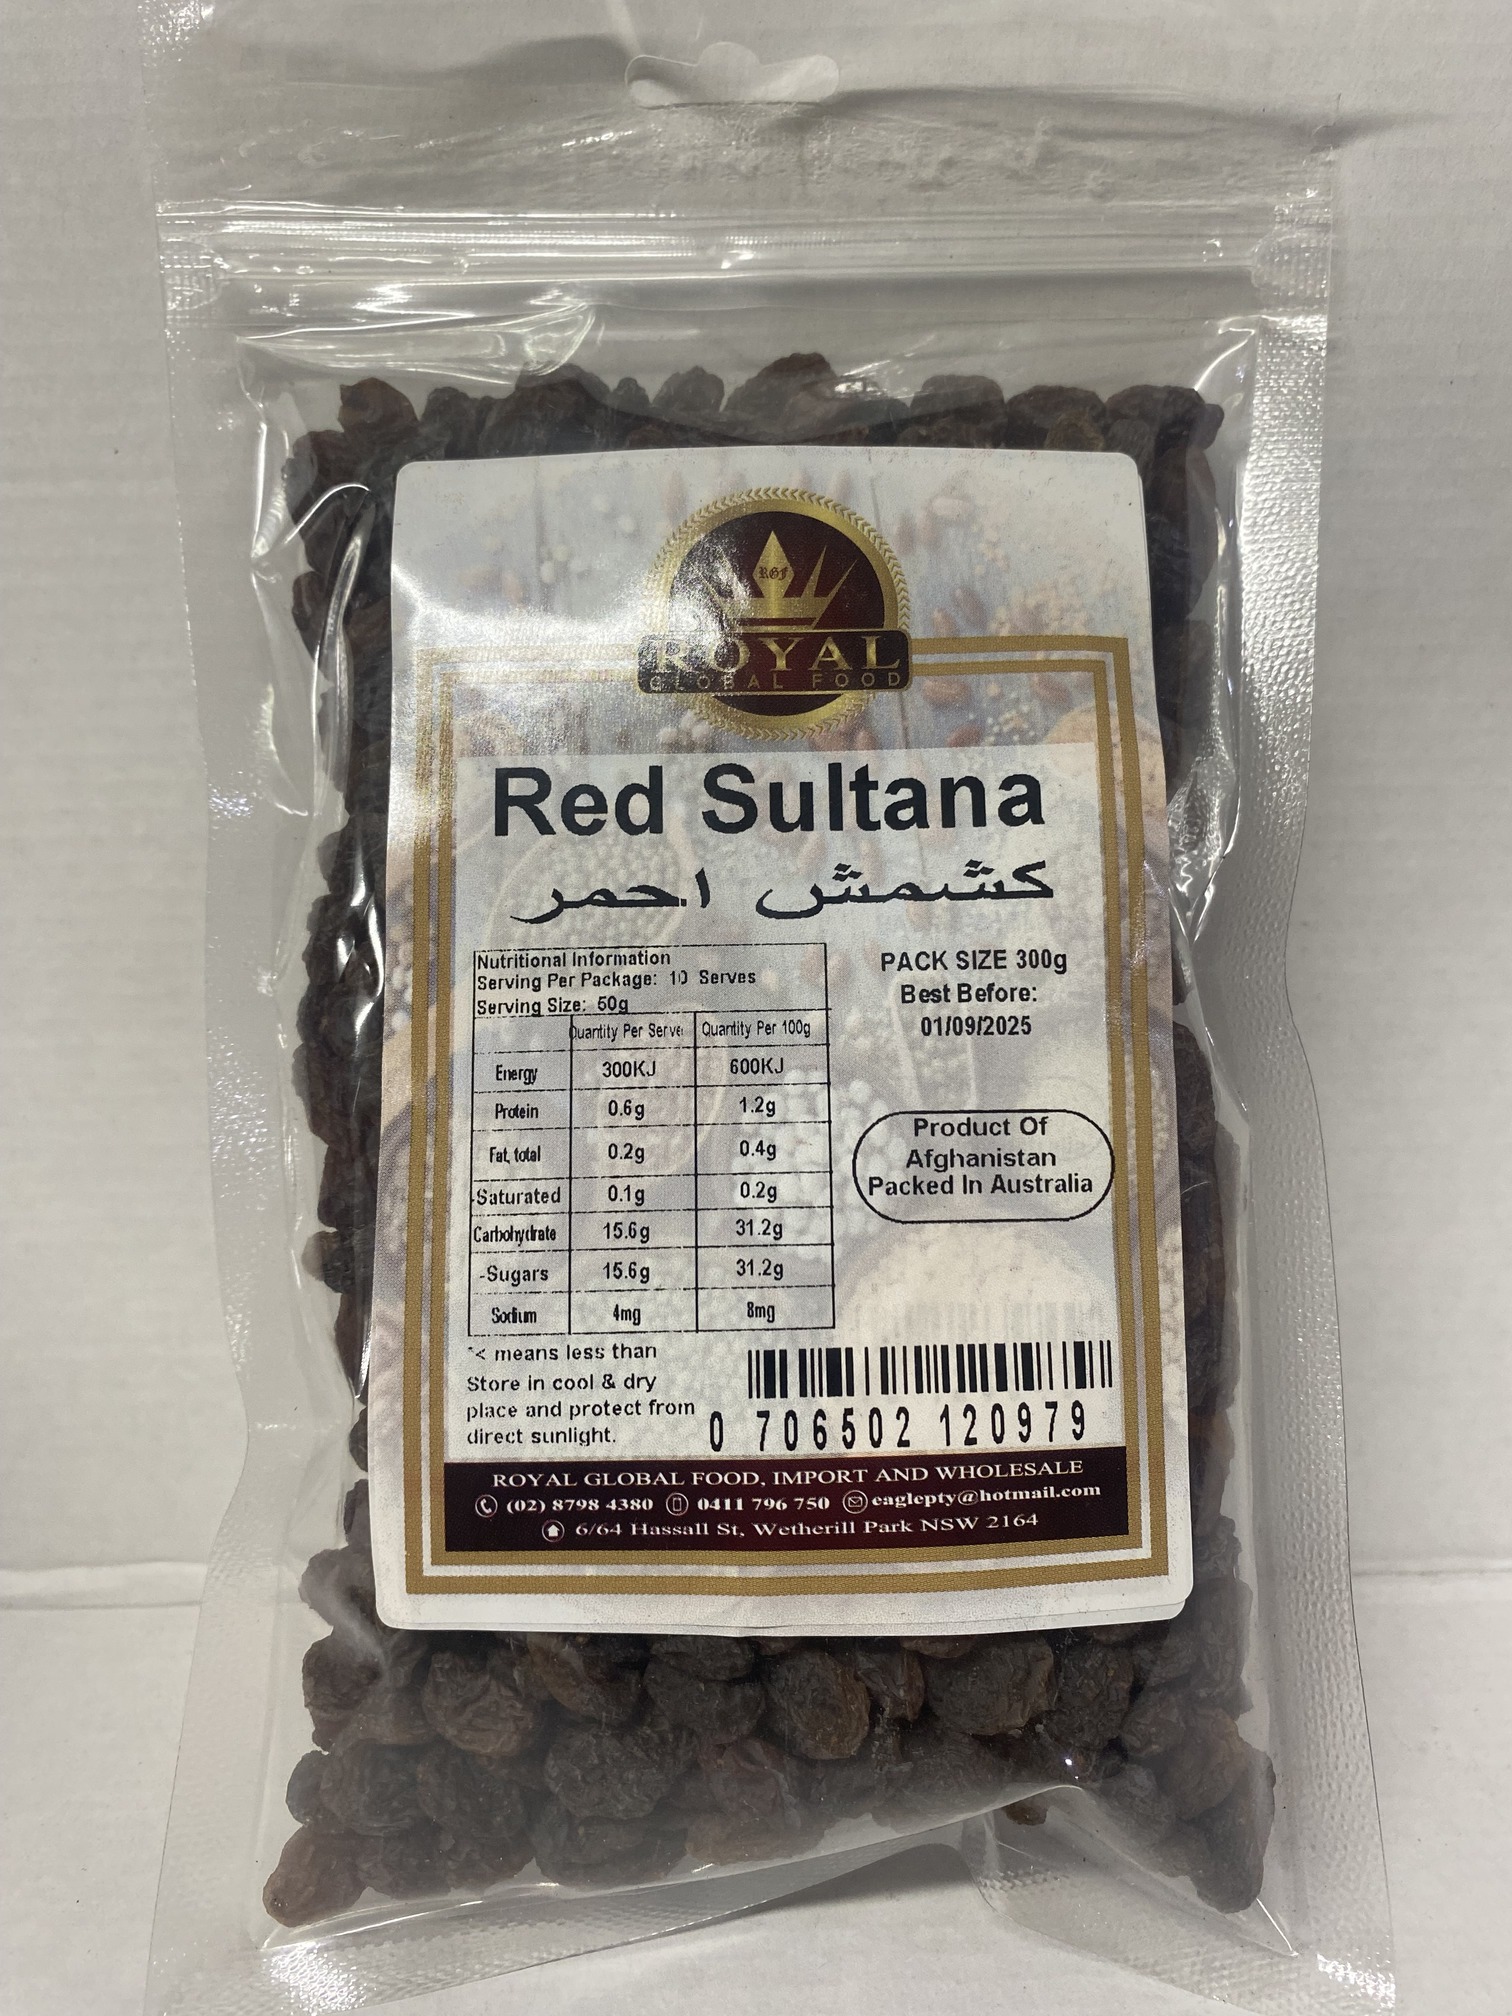 RGF
ROYAL
GLOBAL FOOD
Red Sultana
كشمش احمر
Nutritional Information
Serving Per Package: 10 Serves
Serving Size: 50g
Quantity Per Serve Quantity Per 100g
Energy 300KJ 600KJ
Protein 0.6g 1.2g
Fat, total 0.2g 0.4g
-Saturated 0.1g 0.2g
Carbohydrate 15.6g 31.2g
-Sugars 15.6g 31.2g
Sodium 4mg 8mg
PACK SIZE 300g
Best Before:
01/09/2025
Product Of
Afghanistan
Packed In Australia
*< means less than
Store in cool & dry
place and protect from
direct sunlight.
0 706502 120979
ROYAL GLOBAL FOOD, IMPORT AND WHOLESALE
(02) 8798 4380 0411 796 750 eaglepty@hotmail.com
6/64 Hassall St, Wetherill Park NSW 2164